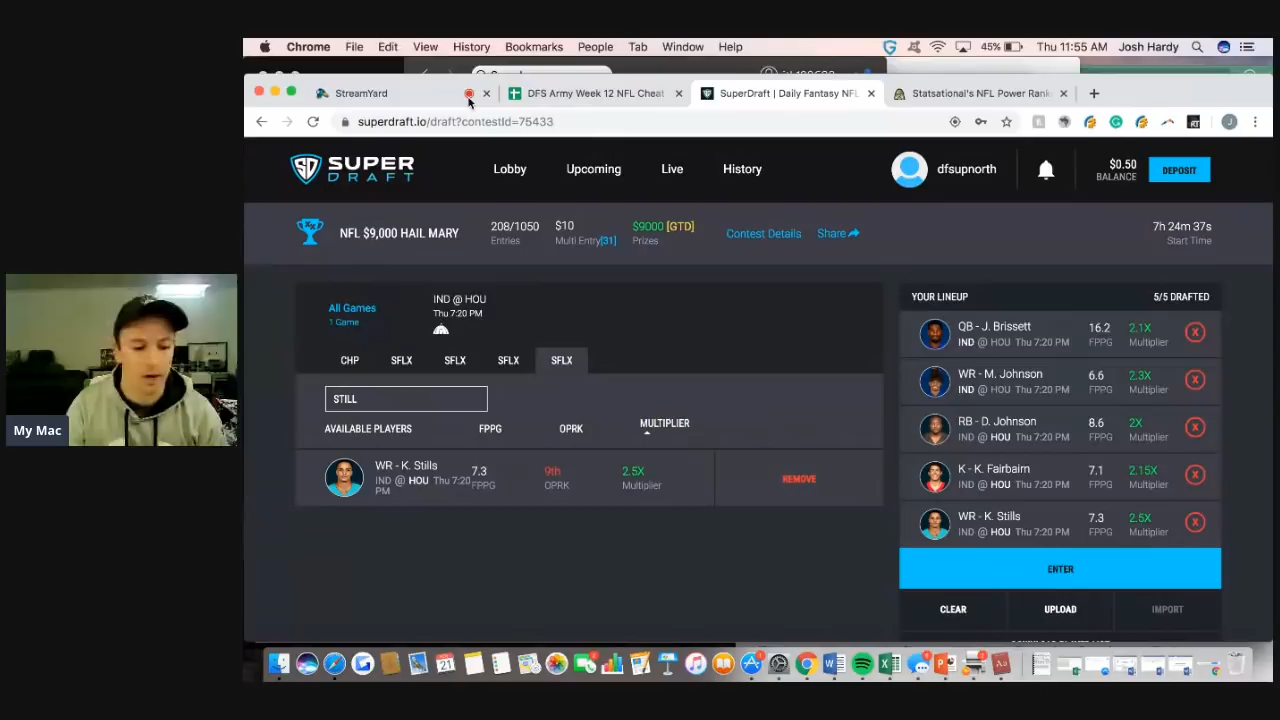 Chrome File Edit View History Bookmarks People Tab Window Help 45% Thu 11:55 AM Josh Hardy
StreamYard DFS Army Week 12 NFL Cheat SuperDraft | Daily Fantasy NFL Statsational's NFL Power Rank
superdraft.io/draft?contestId=75433
SUPER DRAFT Lobby Upcoming Live History dfsupnorth $0.50 BALANCE DEPOSIT
NFL $9,000 HAIL MARY 208/1050 $10 $9000 [GTD] Contest Details Share 7h 24m 37s
Entries Multi Entry[31] Prizes Start Time
All Games IND @ HOU
1 Game Thu 7:20 PM
CHP SFLX SFLX SFLX SFLX
STILL
AVAILABLE PLAYERS FPPG OPRK MULTIPLIER
WR - K. Stills 7.3 9th 2.5X REMOVE
IND @ HOU Thu 7:20 PM FPPG OPRK Multiplier
YOUR LINEUP 5/5 DRAFTED
QB - J. Brissett 16.2 2.1X X
IND @ HOU Thu 7:20 PM FPPG Multiplier
WR - M. Johnson 6.6 2.3X X
IND @ HOU Thu 7:20 PM FPPG Multiplier
RB - D. Johnson 8.6 2X X
IND @ HOU Thu 7:20 PM FPPG Multiplier
K - K. Fairbairn 7.1 2.15X X
IND @ HOU Thu 7:20 PM FPPG Multiplier
WR - K. Stills 7.3 2.5X X
IND @ HOU Thu 7:20 PM FPPG Multiplier
ENTER
CLEAR UPLOAD IMPORT
My Mac